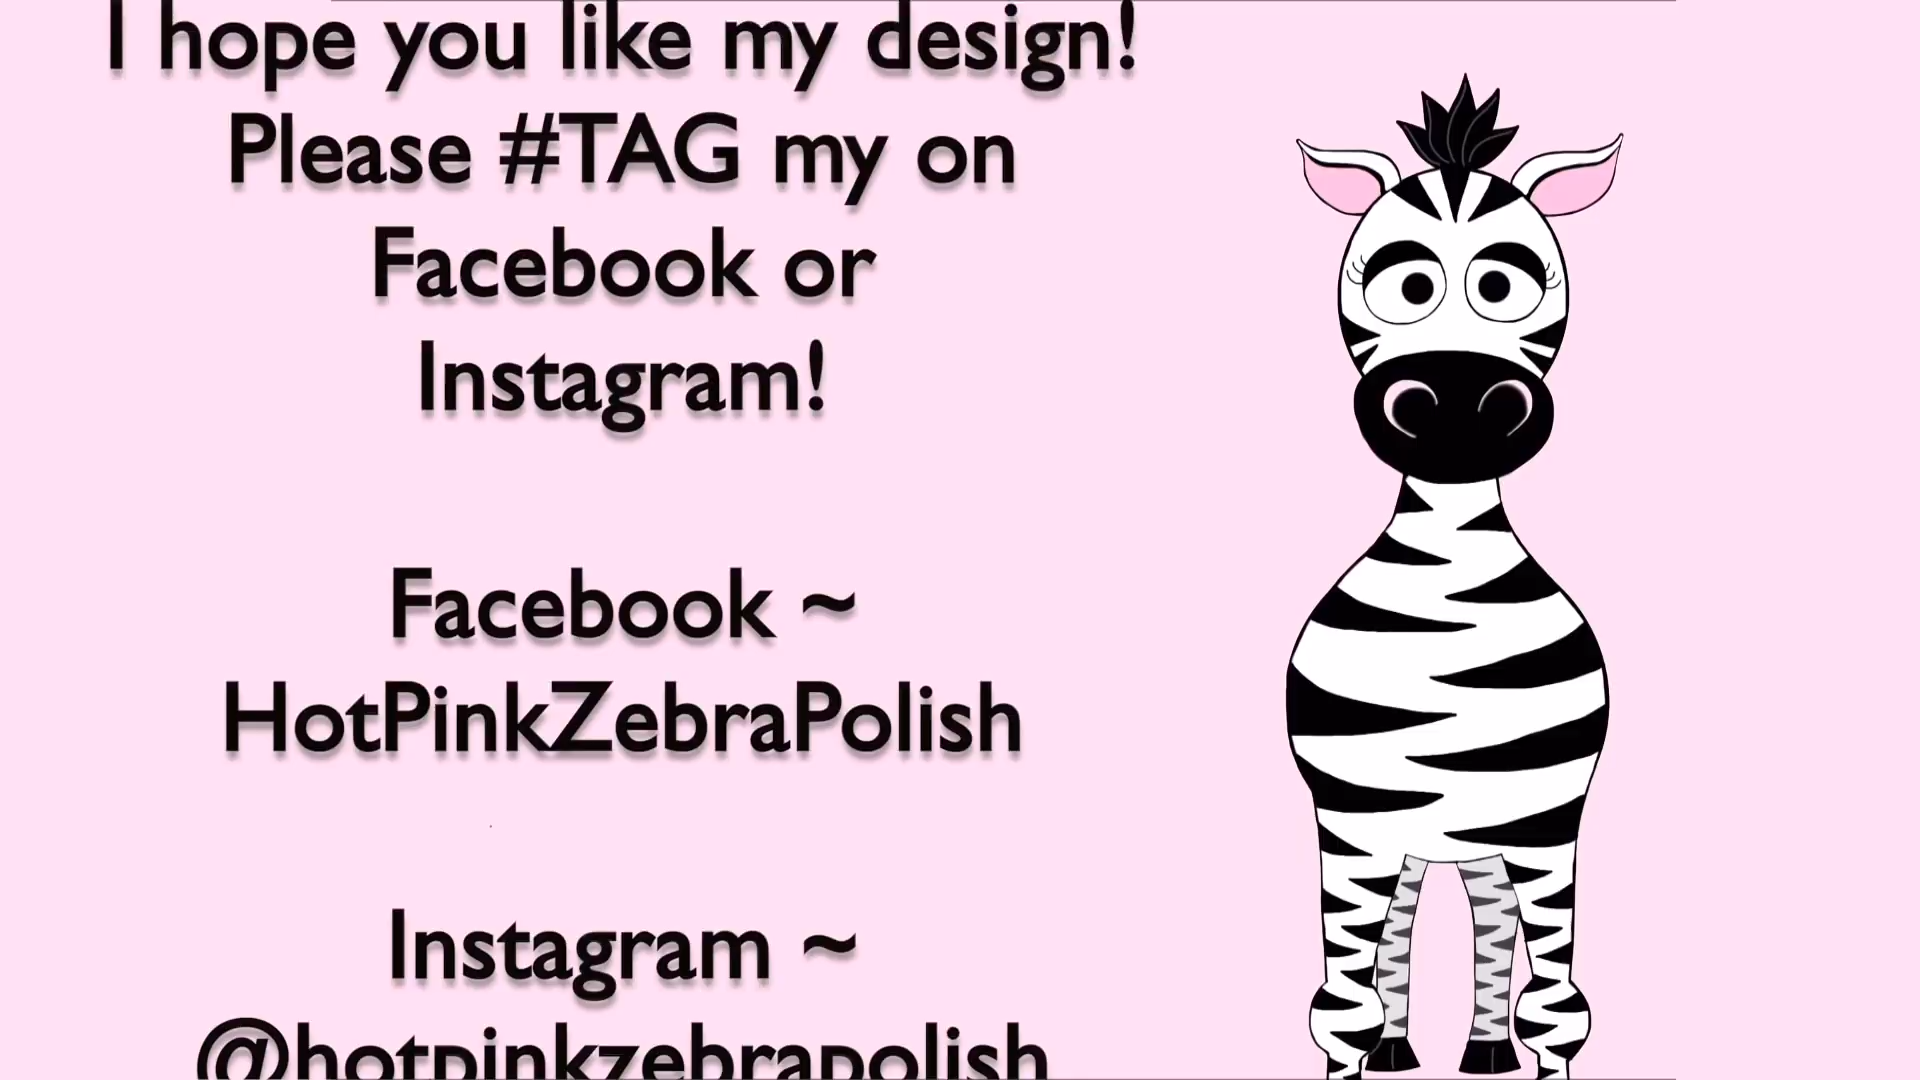 I hope you like my design!
Please #TAG my on
Facebook or
Instagram!
Facebook ~
HotPinkZebraPolish
Instagram ~
@hotpinkzebrapolish